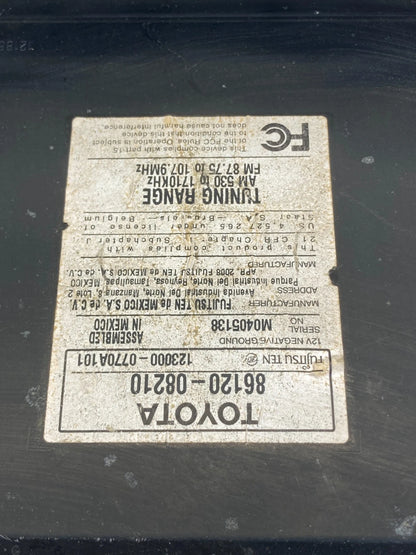 TOYOTA
86120-08210
FUJITSU TEN 123000-0770A101
12V NEGATIVE/GROUND
SERIAL NO M0405138 ASSEMBLED IN MEXICO
MANUFACTURER FUJITSU TEN de MEXICO S.A. de C.V.
ADDRESS Avenida Industrial Del Norte, Manzana 6, Lote 2
Parque Industrial Del Norte, Reynosa, Tamaulipas, MEXICO
MANUFACTURED APR. 2008 FUJITSU TEN de MEXICO S.A. de C.V.
This product complies with
21 CFR Chapter I, Subchapter J
US 4,527,265 under license of
Staar S.A. - Brussels - Belgium
TUNING RANGE
AM 530 to 1710KHz
FM 87.75 to 107.9MHz
FC
This device complies with part 15
of the FCC Rules. Operation is subject
to the condition that this device
does not cause harmful interference.